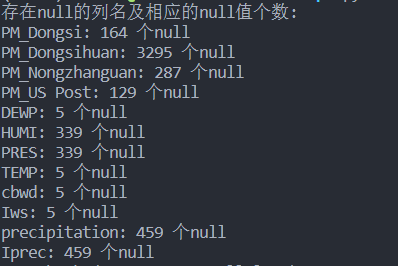 存在null的列名及相应的null值个数:
PM_Dongsi: 164 个null
PM_Dongsihuan: 3295 个null
PM_Nongzhanguan: 287 个null
PM_US Post: 129 个null
DEWP: 5 个null
HUMI: 339 个null
PRES: 339 个null
TEMP: 5 个null
cbwd: 5 个null
Iws: 5 个null
precipitation: 459 个null
Iprec: 459 个null